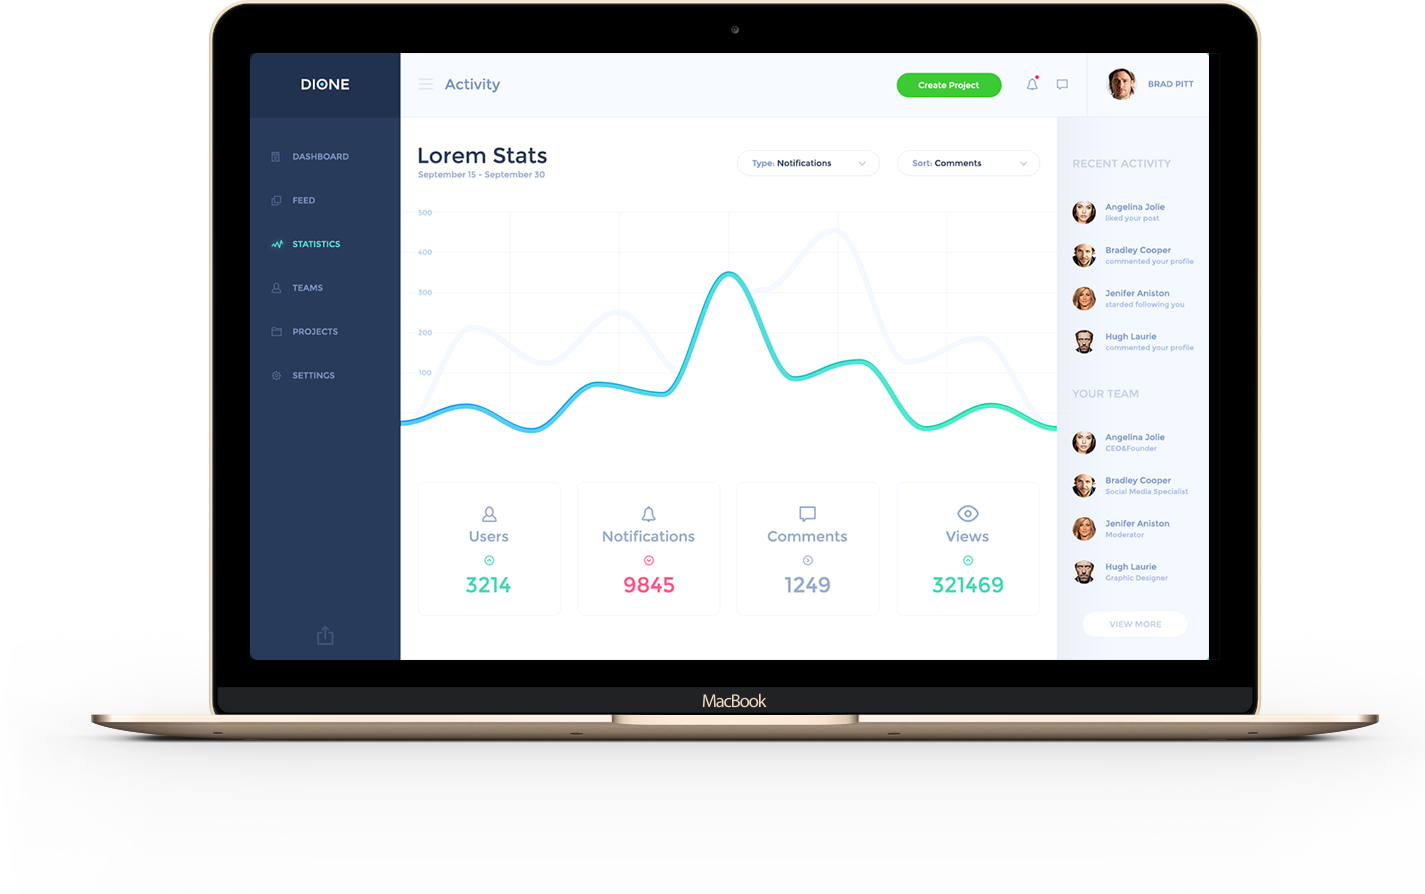 DIONE
DASHBOARD
FEED
STATISTICS
TEAMS
PROJECTS
SETTINGS
Activity
Create Project
BRAD PITT
Lorem Stats
September 15 - September 30
Type: Notifications
Sort: Comments
500
400
300
200
100
Users
3214
Notifications
9845
Comments
1249
Views
321469
RECENT ACTIVITY
Angelina Jolie
liked your post
Bradley Cooper
commented your profile
Jenifer Aniston
starded following you
Hugh Laurie
commented your profile
YOUR TEAM
Angelina Jolie
CEO&Founder
Bradley Cooper
Social Media Specialist
Jenifer Aniston
Moderator
Hugh Laurie
Graphic Designer
VIEW MORE
MacBook